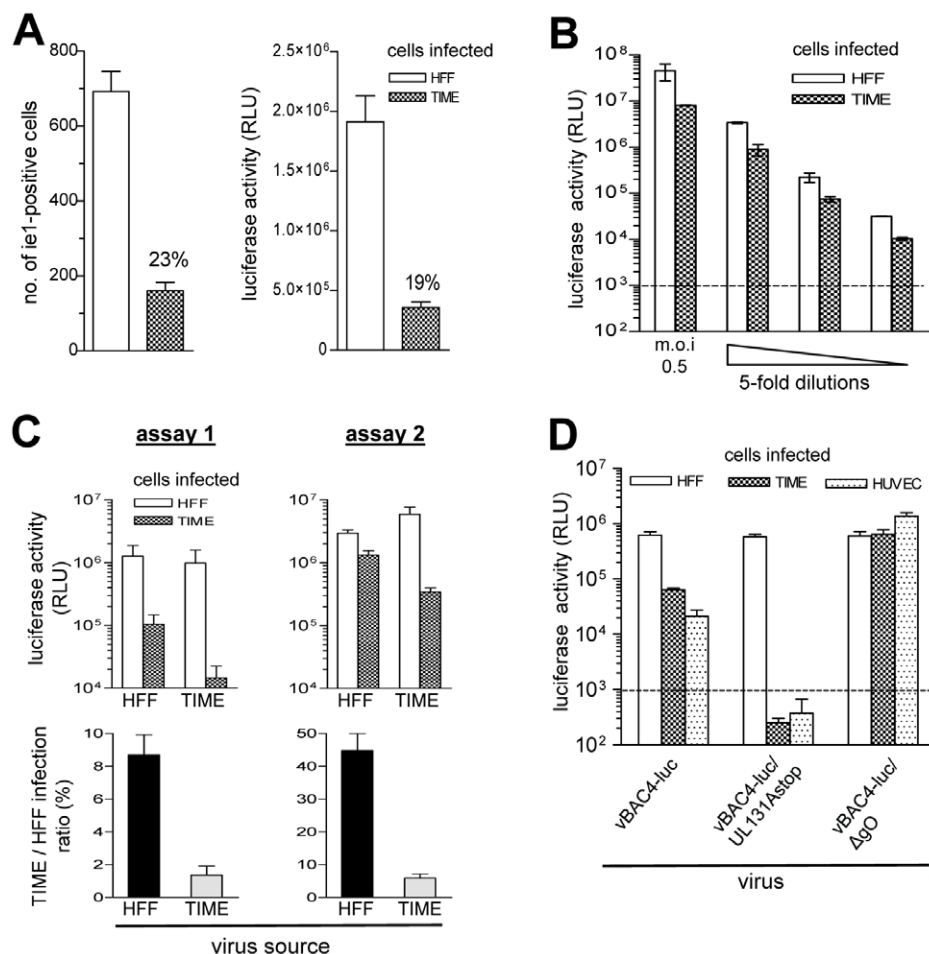 A
no. of ie1-positive cells
800
600
400
200
0
23%
luciferase activity (RLU)
2.5×10⁶
2.0×10⁶
1.5×10⁶
1.0×10⁶
5.0×10⁵
0
cells infected
HFF
TIME
19%
B
luciferase activity (RLU)
10⁸
10⁷
10⁶
10⁵
10⁴
10³
10²
cells infected
HFF
TIME
m.o.i
0.5
5-fold dilutions
C
assay 1
assay 2
cells infected
HFF
TIME
luciferase activity
(RLU)
10⁷
10⁶
10⁵
10⁴
HFF TIME
10⁷
10⁶
10⁵
10⁴
HFF TIME
TIME / HFF infection
ratio (%)
10
8
6
4
2
0
HFF TIME
50
40
30
20
10
0
HFF TIME
virus source
D
cells infected
HFF TIME HUVEC
luciferase activity (RLU)
10⁷
10⁶
10⁵
10⁴
10³
10²
vBAC4-luc
vBAC4-luc/
UL131Astop
vBAC4-luc/
ΔgO
virus